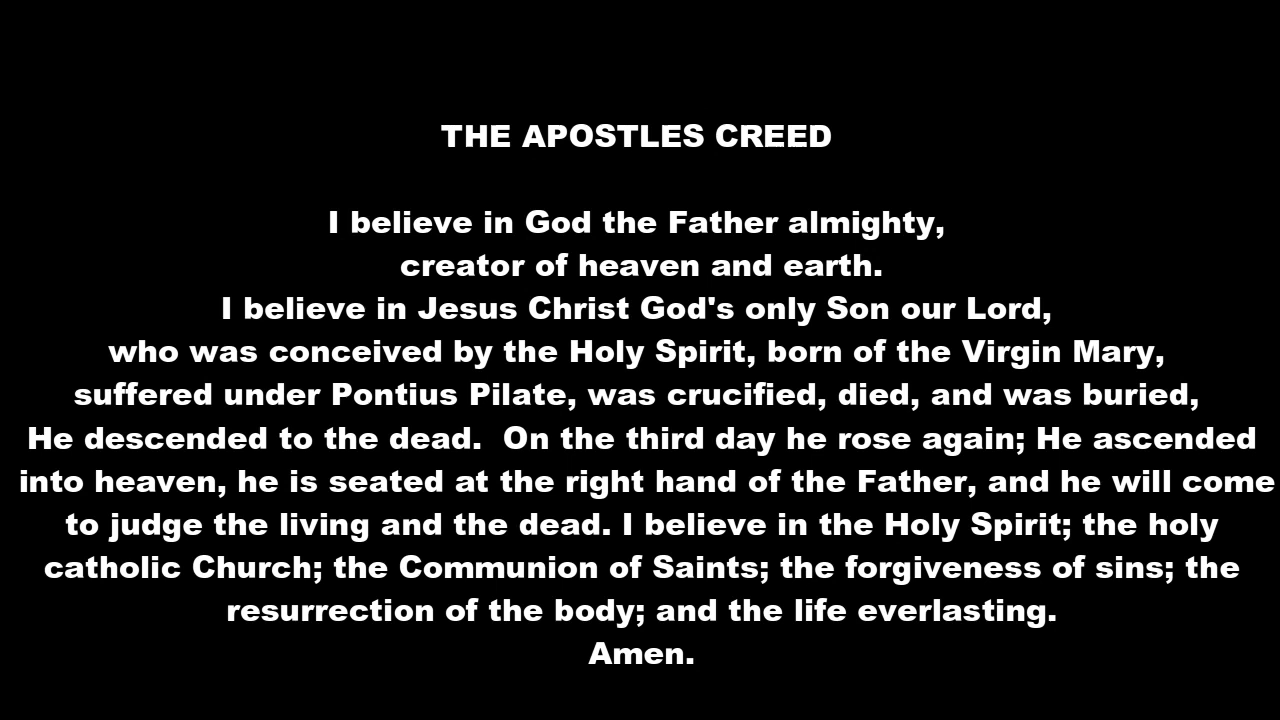 THE APOSTLES CREED
I believe in God the Father almighty,
creator of heaven and earth.
I believe in Jesus Christ God's only Son our Lord,
who was conceived by the Holy Spirit, born of the Virgin Mary,
suffered under Pontius Pilate, was crucified, died, and was buried,
He descended to the dead.  On the third day he rose again; He ascended
into heaven, he is seated at the right hand of the Father, and he will come
to judge the living and the dead. I believe in the Holy Spirit; the holy
catholic Church; the Communion of Saints; the forgiveness of sins; the
resurrection of the body; and the life everlasting.
Amen.